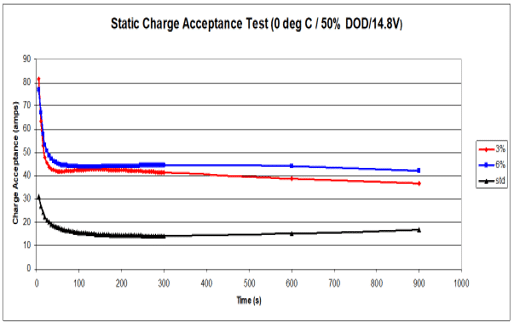 Static Charge Acceptance Test (0 deg C / 50% DOD/14.8V)
Charge Acceptance (amps)
90
80
70
60
50
40
30
20
10
0
0 100 200 300 400 500 600 700 800 900 1000
Time (s)
3%
6%
std